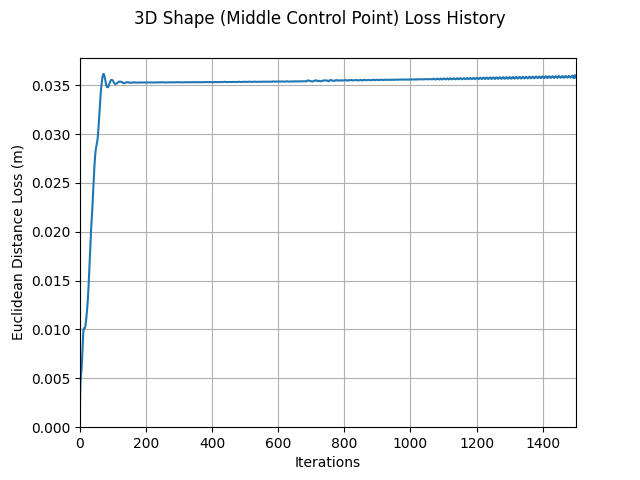 3D Shape (Middle Control Point) Loss History
Euclidean Distance Loss (m)
0.035
0.030
0.025
0.020
0.015
0.010
0.005
0.000
0 200 400 600 800 1000 1200 1400
Iterations